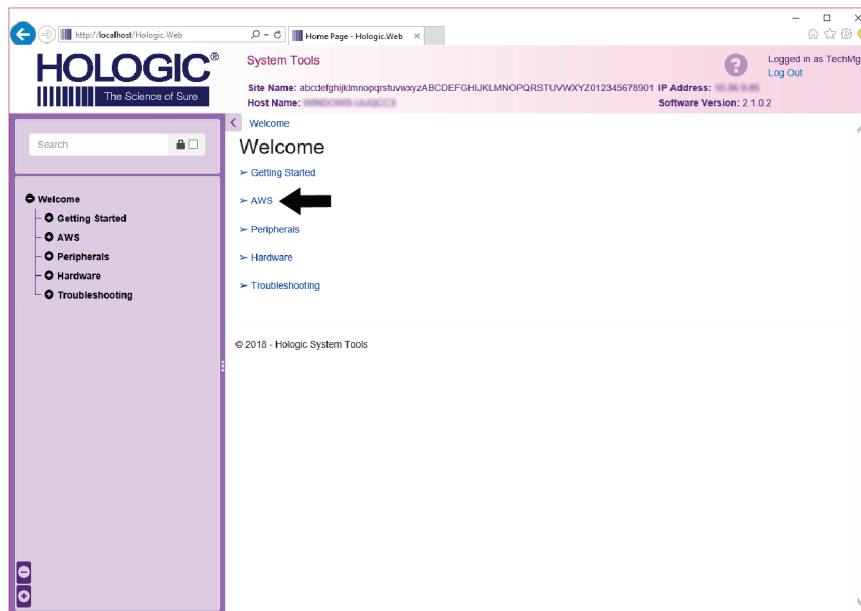 http://localhost/Hologic.Web
Home Page - Hologic.Web
HOLOGIC®
The Science of Sure
System Tools
Logged in as TechMg
Log Out
Site Name: abcdefghijklmnopqrstuvwxyzABCDEFGHIJKLMNOPQRSTUVWXYZ012345678901 IP Address:
Host Name:
Software Version: 2.1.0.2
Search
Welcome
Getting Started
AWS
Peripherals
Hardware
Troubleshooting
Welcome
Welcome
➢ Getting Started
➢ AWS
➢ Peripherals
➢ Hardware
➢ Troubleshooting
© 2018 - Hologic System Tools